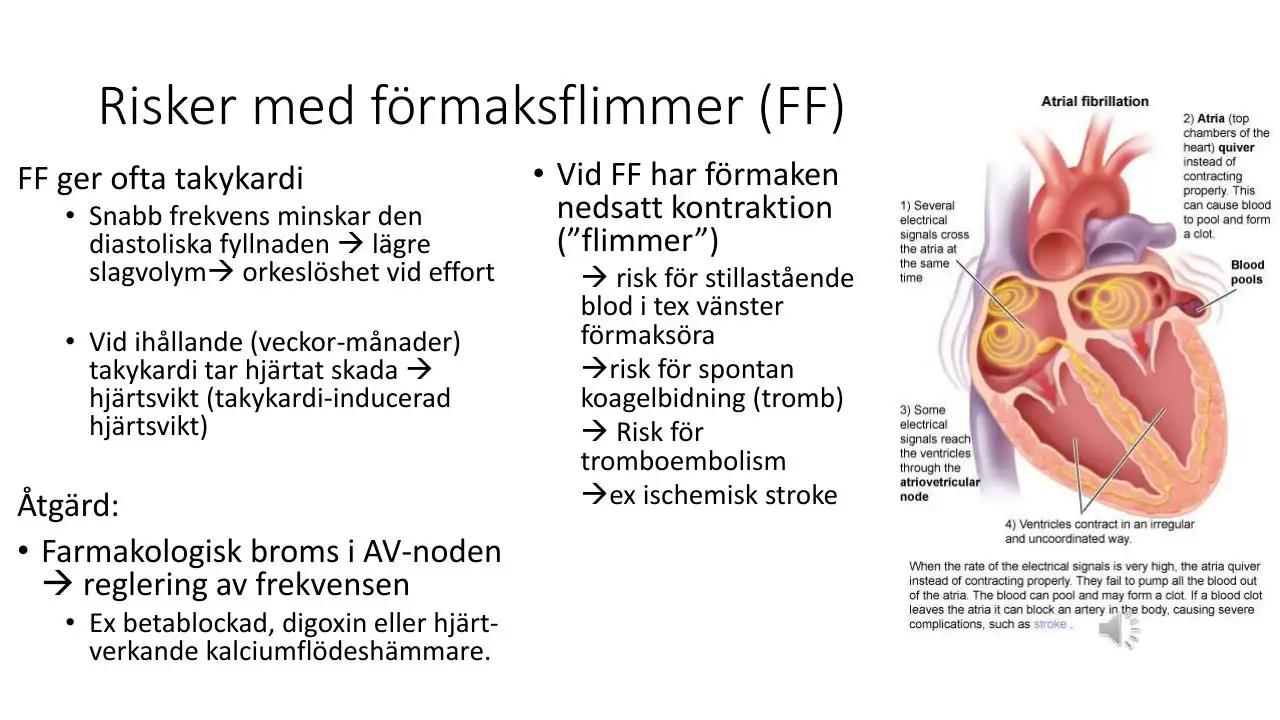 Risker med förmaksflimmer (FF)
FF ger ofta takykardi
• Snabb frekvens minskar den
diastoliska fyllnaden → lägre
slagvolym→ orkeslöshet vid effort
• Vid ihållande (veckor-månader)
takykardi tar hjärtat skada →
hjärtsvikt (takykardi-inducerad
hjärtsvikt)
Åtgärd:
• Farmakologisk broms i AV-noden
→ reglering av frekvensen
• Ex betablockad, digoxin eller hjärt-
verkande kalciumflödeshämmare.
• Vid FF har förmaken
nedsatt kontraktion
(”flimmer”)
→ risk för stillastående
blod i tex vänster
förmaksöra
→risk för spontan
koagelbidning (tromb)
→ Risk för
tromboembolism
→ex ischemisk stroke
Atrial fibrillation
1) Several
electrical
signals cross
the atria at
the same
time
2) Atria (top
chambers of the
heart) quiver
instead of
contracting
properly. This
can cause blood
to pool and form
a clot.
Blood
pools
3) Some
electrical
signals reach
the ventricles
through the
atriovetricular
node
4) Ventricles contract in an irregular
and uncoordinated way.
When the rate of the electrical signals is very high, the atria quiver
instead of contracting properly. They fail to pump all the blood out
of the atria. The blood can pool and may form a clot. If a blood clot
leaves the atria it can block an artery in the body, causing severe
complications, such as stroke .